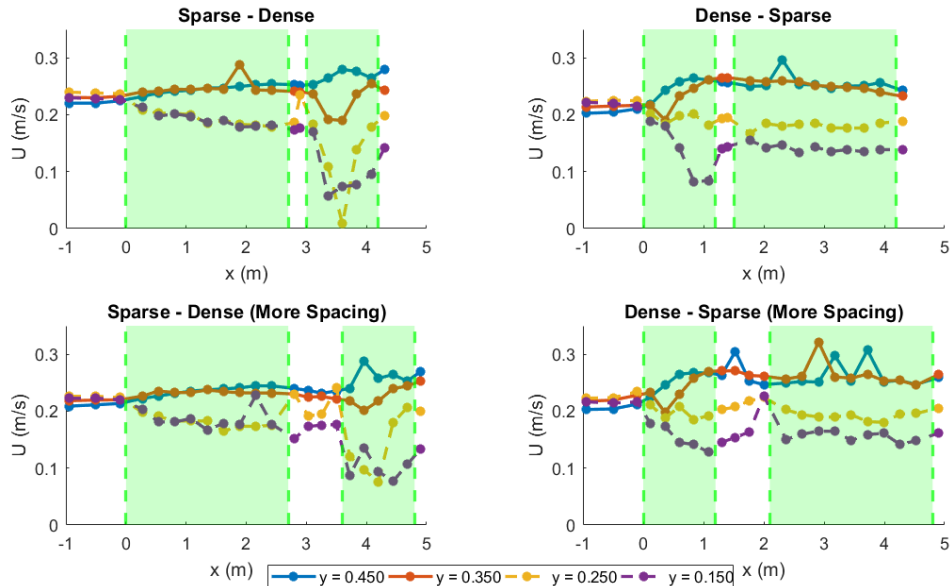 Sparse - Dense
Dense - Sparse
U (m/s)
0.3
0.2
0.1
0
-1 0 1 2 3 4 5
x (m)
U (m/s)
0.3
0.2
0.1
0
-1 0 1 2 3 4 5
x (m)
Sparse - Dense (More Spacing)
Dense - Sparse (More Spacing)
U (m/s)
0.3
0.2
0.1
0
-1 0 1 2 3 4 5
x (m)
U (m/s)
0.3
0.2
0.1
0
-1 0 1 2 3 4 5
x (m)
y = 0.450 y = 0.350 y = 0.250 y = 0.150